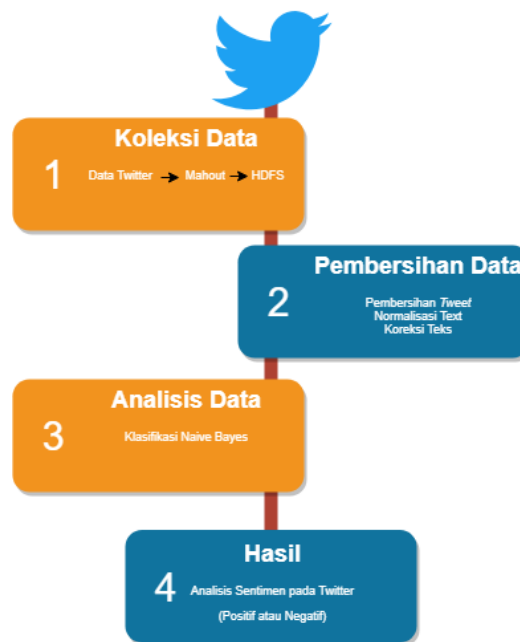 Koleksi Data
1
Data Twitter → Mahout → HDFS
Pembersihan Data
2
Pembersihan Tweet
Normalisasi Text
Koreksi Teks
Analisis Data
3
Klasifikasi Naive Bayes
Hasil
4
Analisis Sentimen pada Twitter
(Positif atau Negatif)